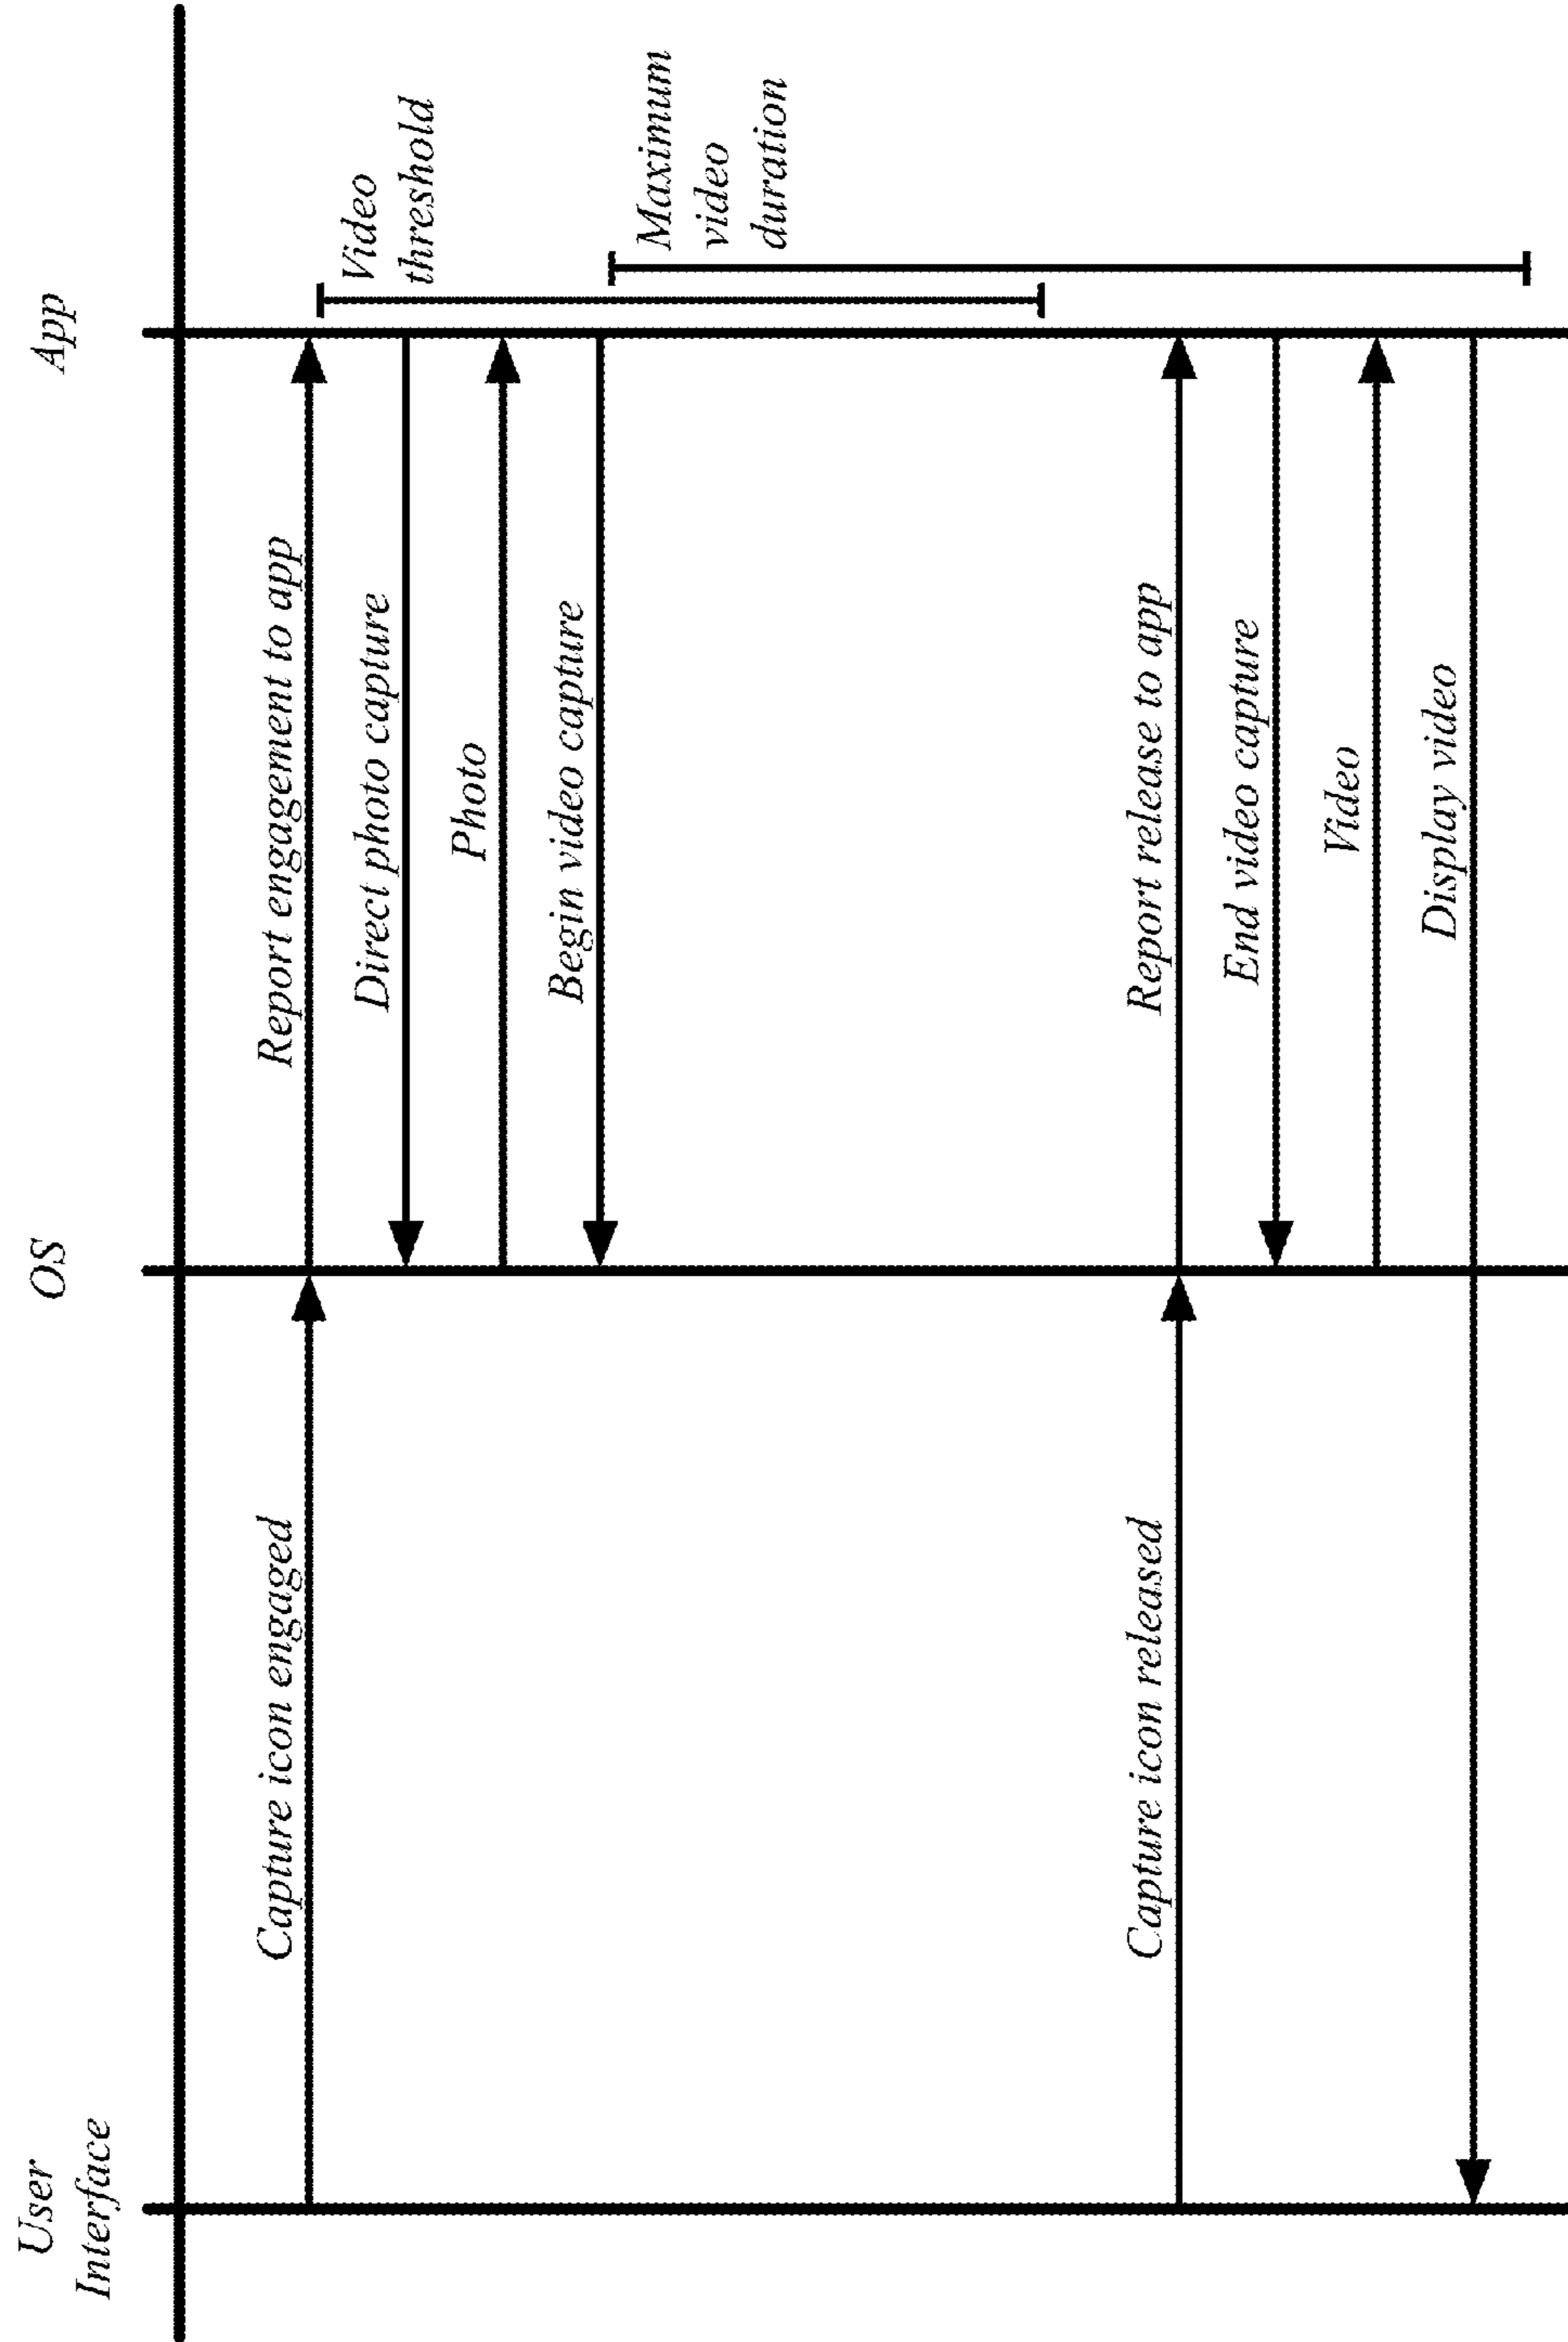 User
Interface
OS
App
Capture icon engaged
Report engagement to app
Video
threshold
Direct photo capture
Photo
Begin video capture
Maximum
video
duration
Capture icon released
Report release to app
End video capture
Video
Display video